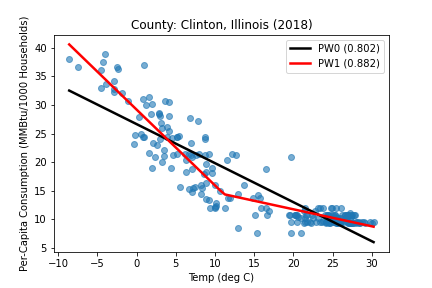 County: Clinton, Illinois (2018)
PW0 (0.802)
PW1 (0.882)
Per-Capita Consumption (MMBtu/1000 Households)
40
35
30
25
20
15
10
5
−10 −5 0 5 10 15 20 25 30
Temp (deg C)